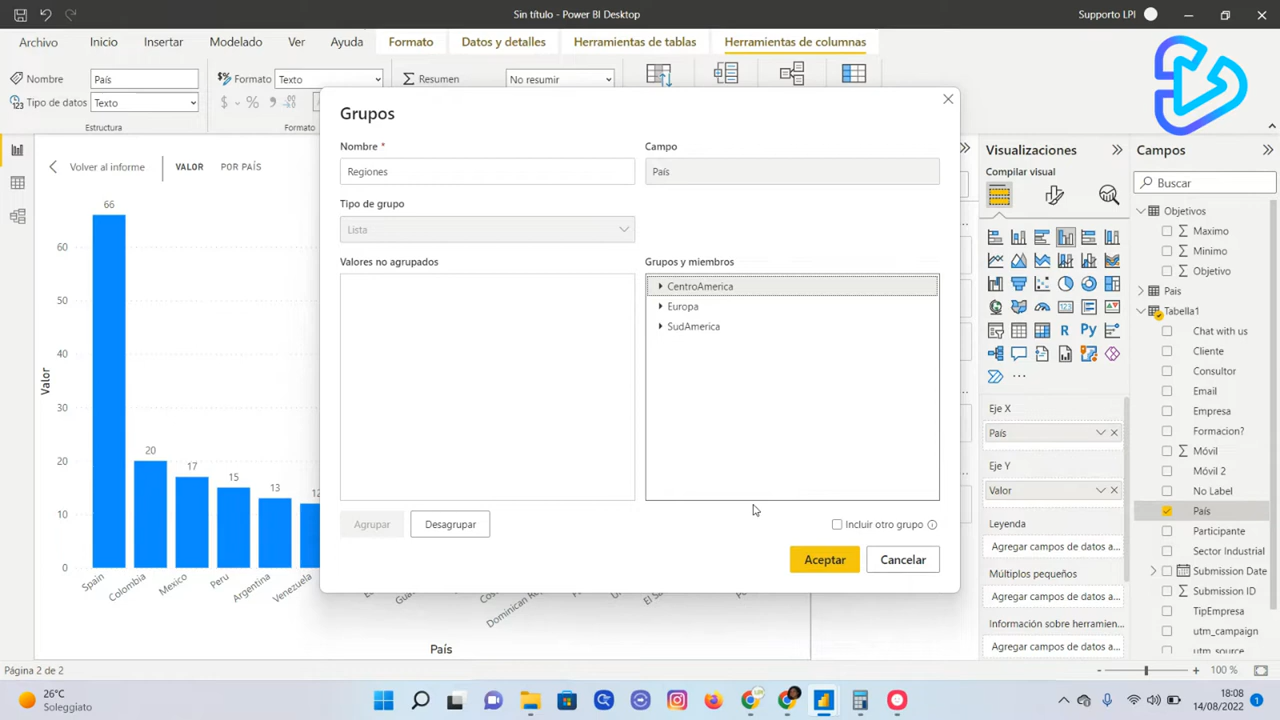 Sin título - Power BI Desktop
Supporto LPI
Archivo Inicio Insertar Modelado Ver Ayuda Formato Datos y detalles Herramientas de tablas Herramientas de columnas
Nombre País Formato Texto Resumen No resumir
Tipo de datos Texto $ %
Estructura Formato
Volver al informe VALOR POR PAÍS
Grupos
Nombre *
Campo
Regiones
País
Tipo de grupo
Lista
Valores no agrupados
Grupos y miembros
CentroAmerica
Europa
SudAmerica
Agrupar Desagrupar
Incluir otro grupo
Aceptar Cancelar
Valor
60
50
40
30
20
10
0
66
20
17
15
13
12
Spain
Colombia
Mexico
Peru
Argentina
Venezuela
País
Visualizaciones
Compilar visual
R Py
Eje X
País
Eje Y
Valor
Leyenda
Agregar campos de datos a...
Múltiplos pequeños
Agregar campos de datos a...
Información sobre herramien...
Agregar campos de datos a...
Campos
Buscar
Objetivos
Maximo
Minimo
Objetivo
Pais
Tabella1
Chat with us
Cliente
Consultor
Email
Empresa
Formacion?
Móvil
Móvil 2
No Label
País
Participante
Sector Industrial
Submission Date
Submission ID
TipEmpresa
utm_campaign
utm_source
Página 2 de 2
100 %
26°C
Soleggiato
18:08
14/08/2022